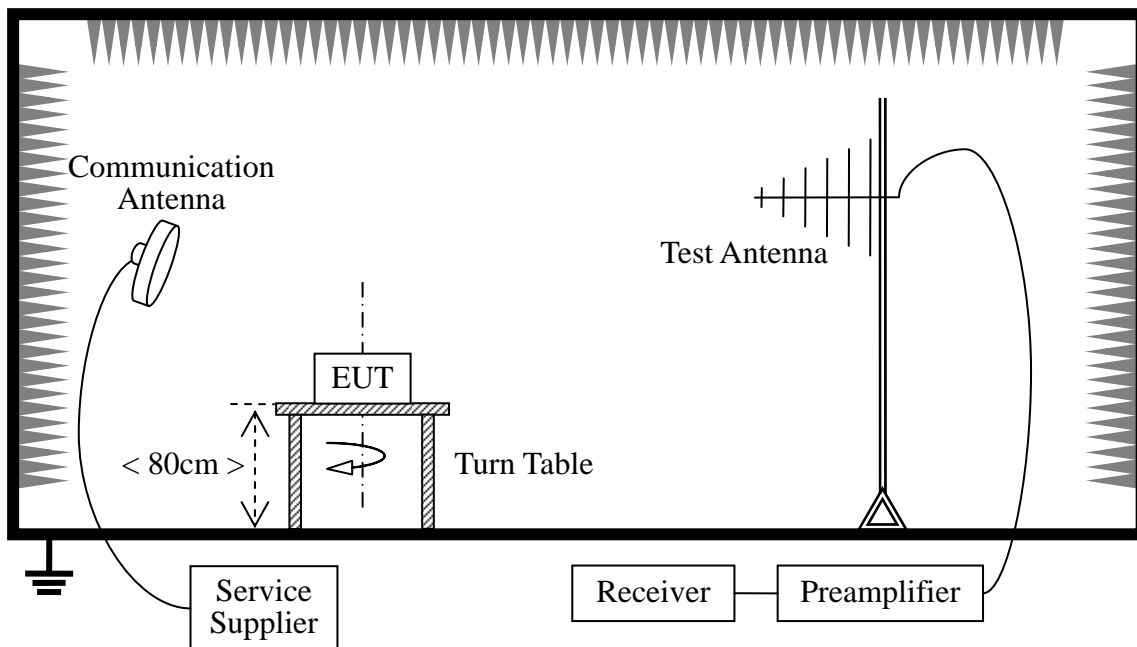 Communication
Antenna
Test Antenna
EUT
< 80cm >
Turn Table
Service
Supplier
Receiver
Preamplifier